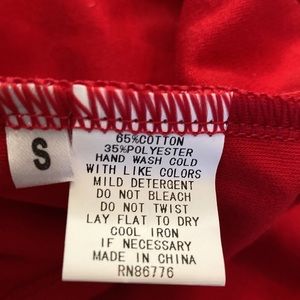 S
65%COTTON
35%POLYESTER
HAND WASH COLD
WITH LIKE COLORS
MILD DETERGENT
DO NOT BLEACH
DO NOT TWIST
LAY FLAT TO DRY
COOL IRON
IF NECESSARY
MADE IN CHINA
RN86776